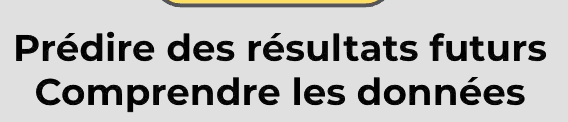 Prédire des résultats futurs
Comprendre les données